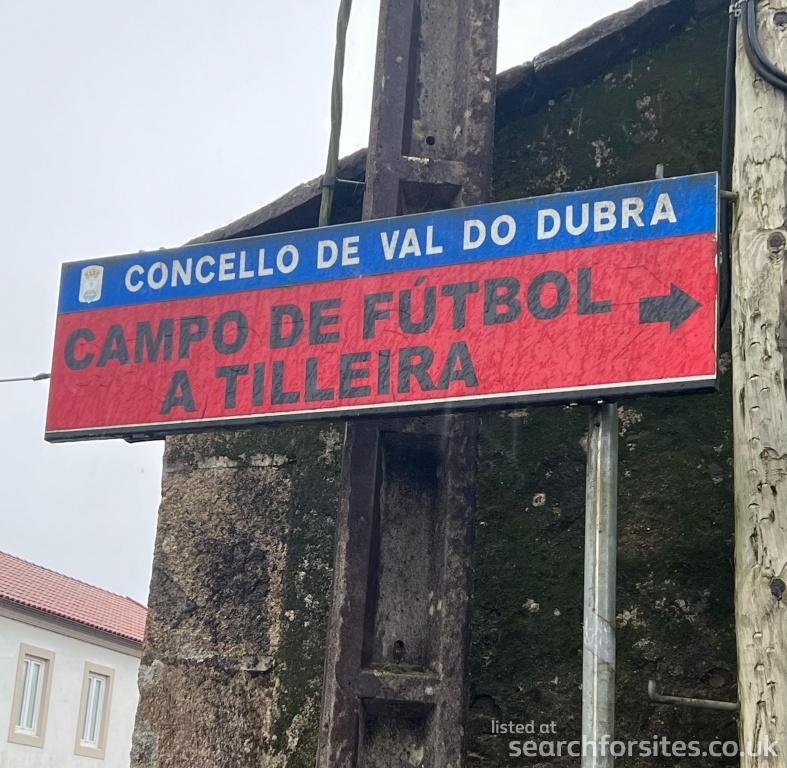 CONCELLO DE VAL DO DUBRA
CAMPO DE FÚTBOL
A TILLEIRA
listed at
searchforsites.co.uk